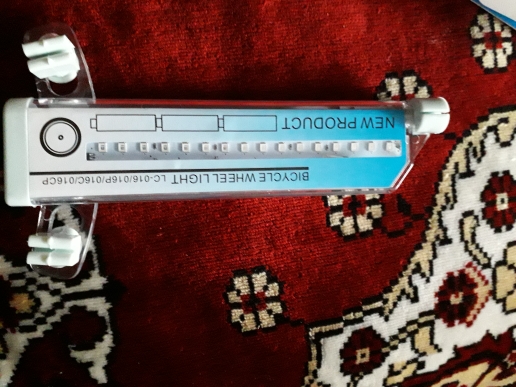 BICYCLE WHEEL LIGHT LC-016/016P/016C/016CP
NEW PRODUCT